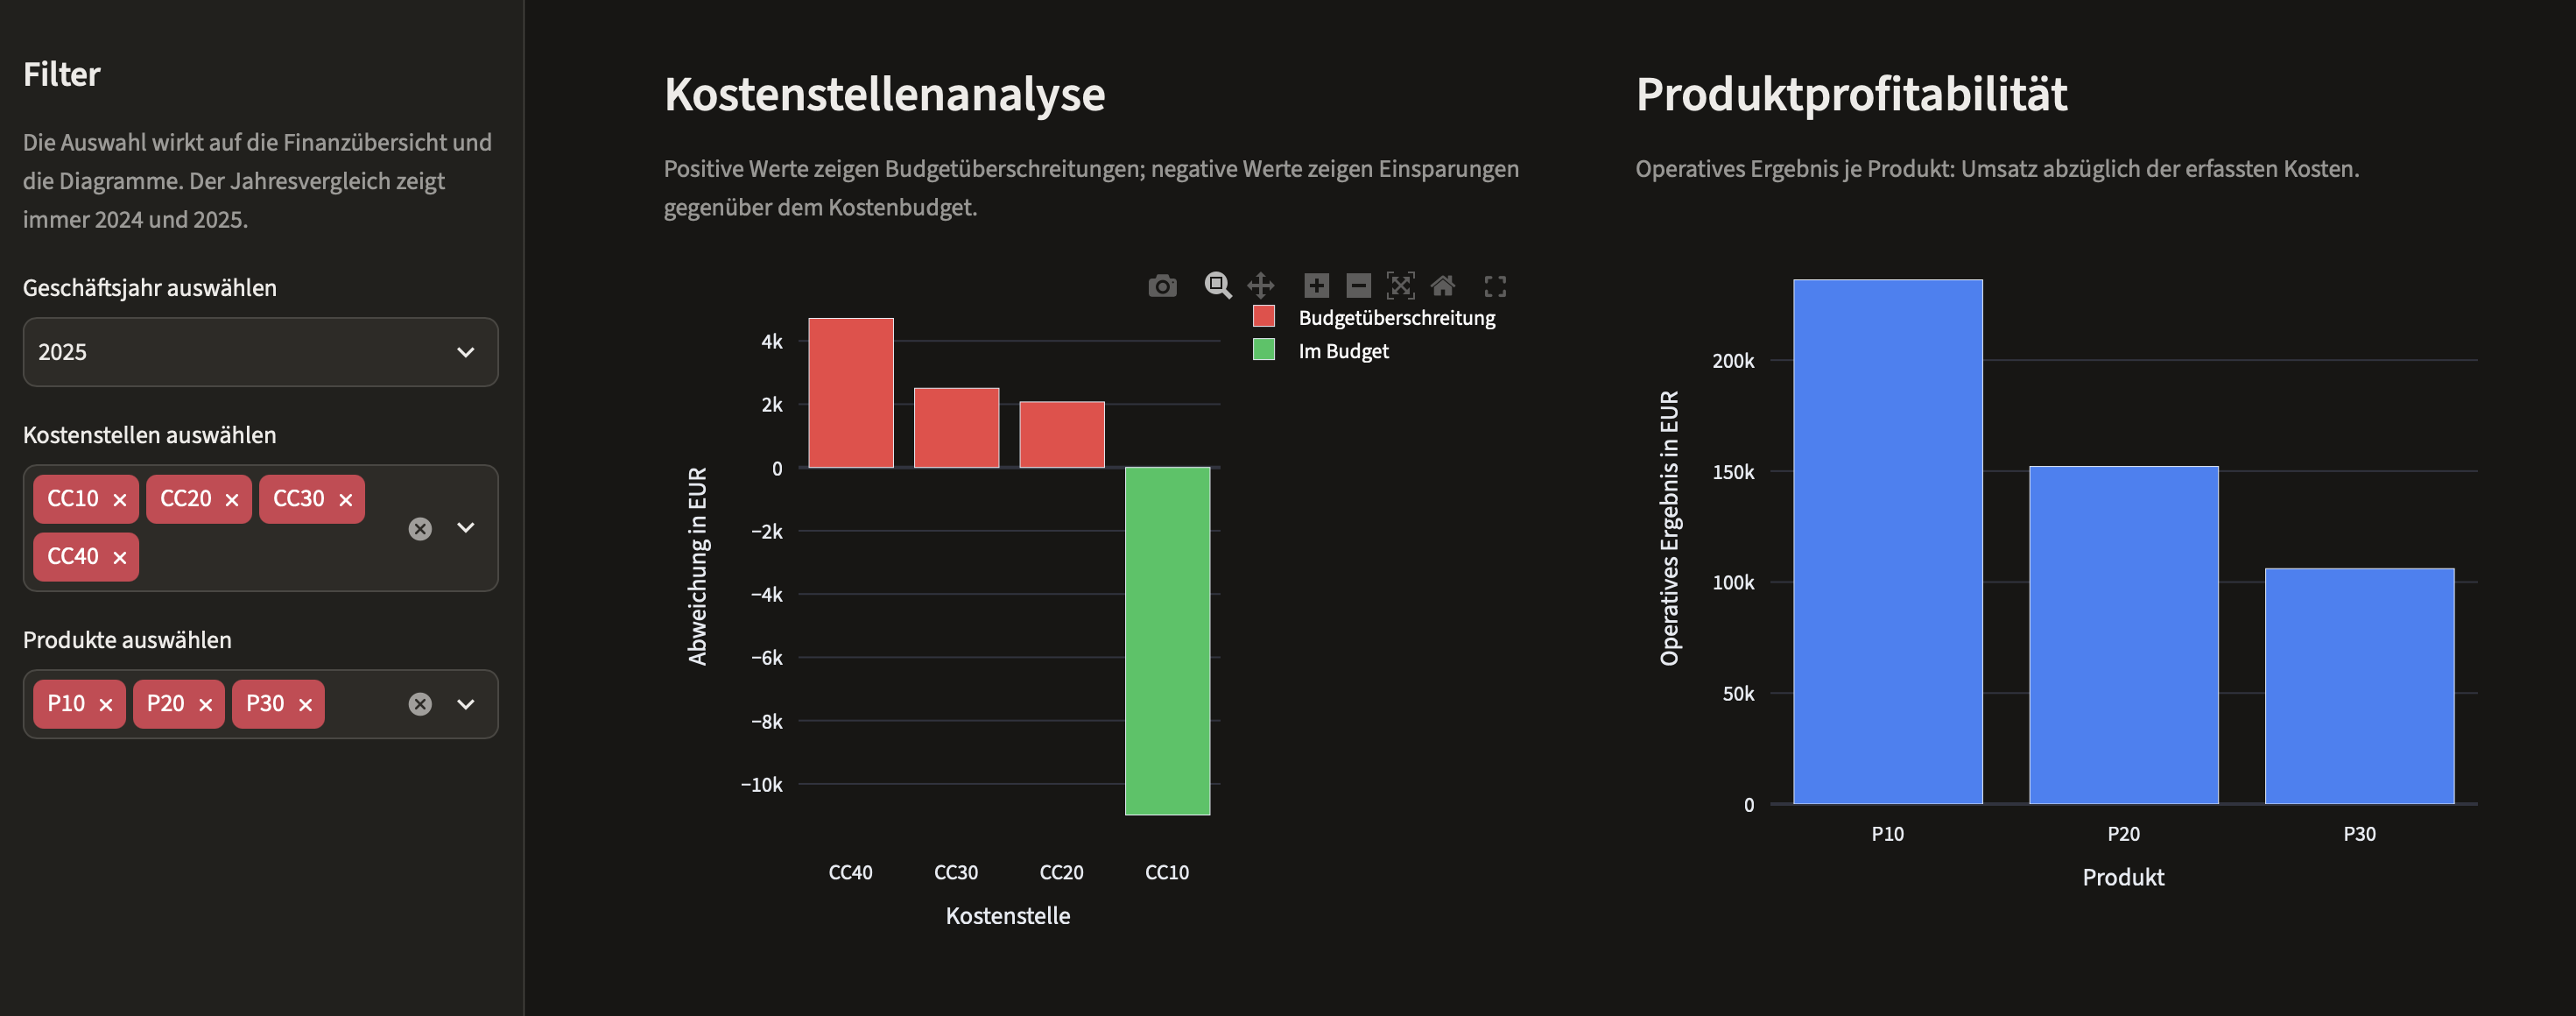 Filter
Die Auswahl wirkt auf die Finanzübersicht und
die Diagramme. Der Jahresvergleich zeigt
immer 2024 und 2025.
Geschäftsjahr auswählen
2025
Kostenstellen auswählen
CC10 × CC20 × CC30 ×
CC40 ×
Produkte auswählen
P10 × P20 × P30 ×
Kostenstellenanalyse
Positive Werte zeigen Budgetüberschreitungen; negative Werte zeigen Einsparungen
gegenüber dem Kostenbudget.
Budgetüberschreitung
Im Budget
Abweichung in EUR
4k
2k
0
−2k
−4k
−6k
−8k
−10k
CC40 CC30 CC20 CC10
Kostenstelle
Produktprofitabilität
Operatives Ergebnis je Produkt: Umsatz abzüglich der erfassten Kosten.
Operatives Ergebnis in EUR
200k
150k
100k
50k
0
P10 P20 P30
Produkt